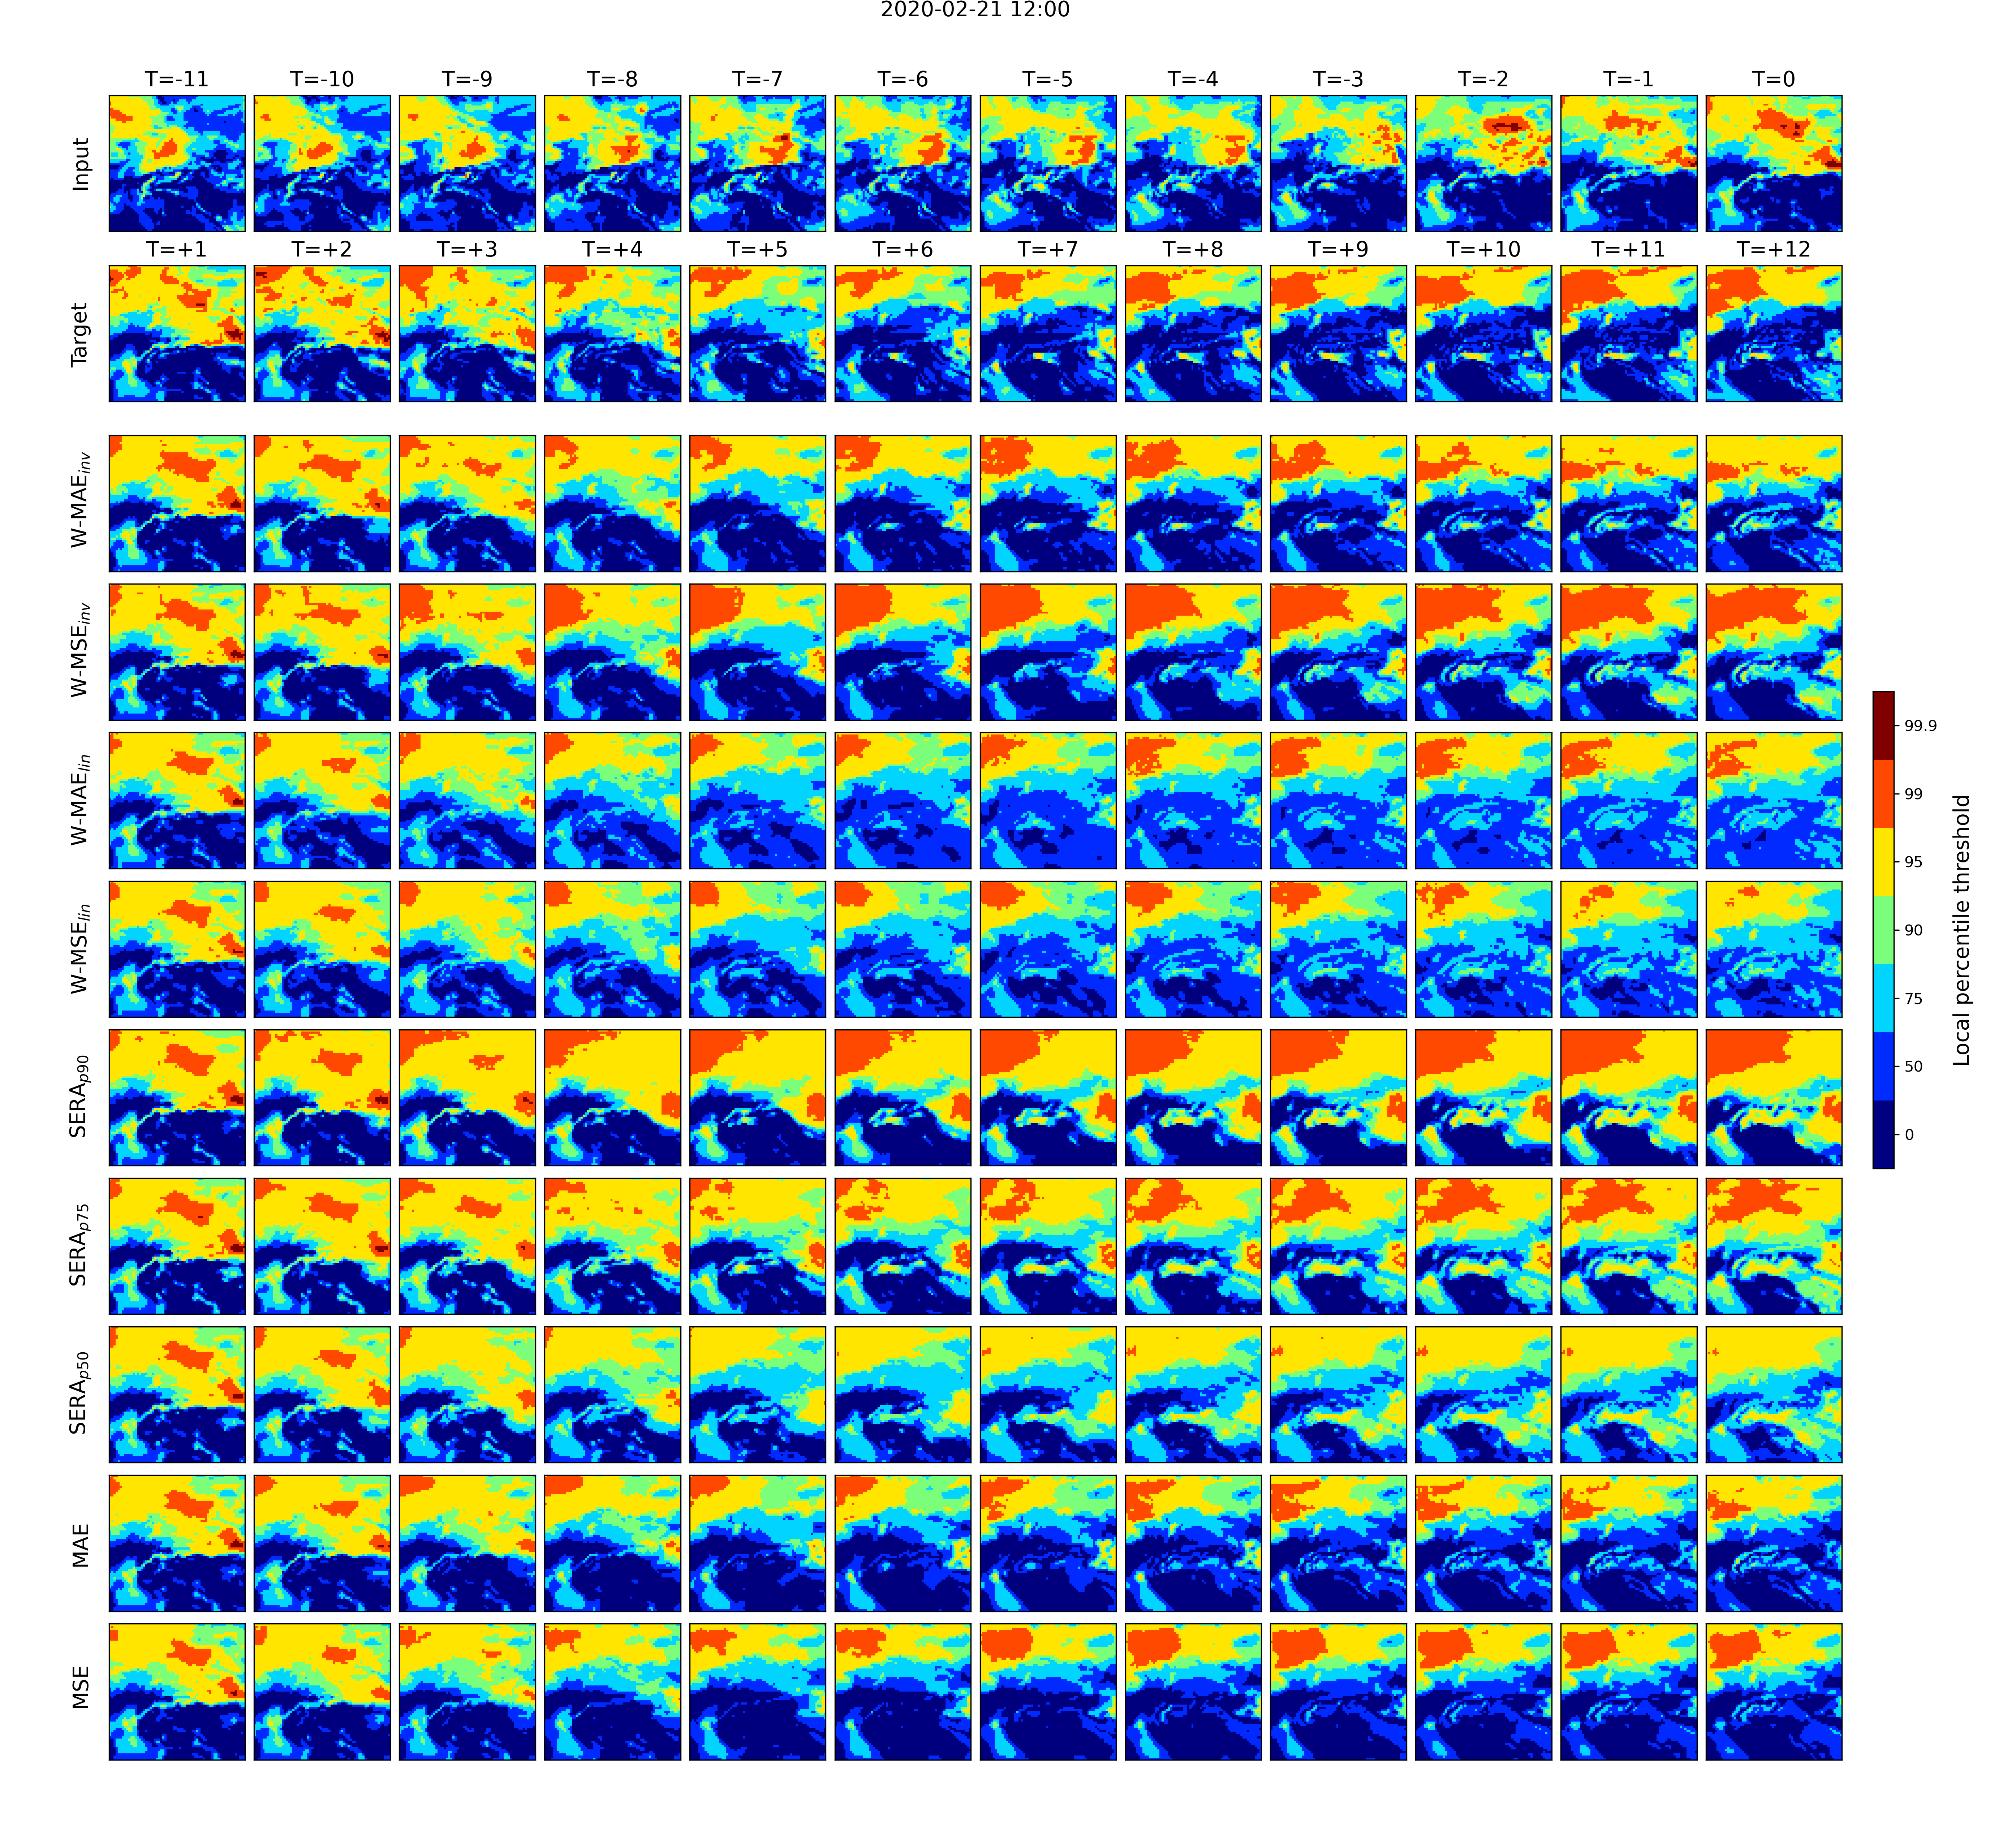 2020-02-21 12:00
T=-11 T=-10 T=-9 T=-8 T=-7 T=-6 T=-5 T=-4 T=-3 T=-2 T=-1 T=0
Input
T=+1 T=+2 T=+3 T=+4 T=+5 T=+6 T=+7 T=+8 T=+9 T=+10 T=+11 T=+12
Target
W-MAEinv
W-MSEinv
W-MAElin
W-MSElin
SERAp90
SERAp75
SERAp50
MAE
MSE
99.9
99
95
90
75
50
0
Local percentile threshold